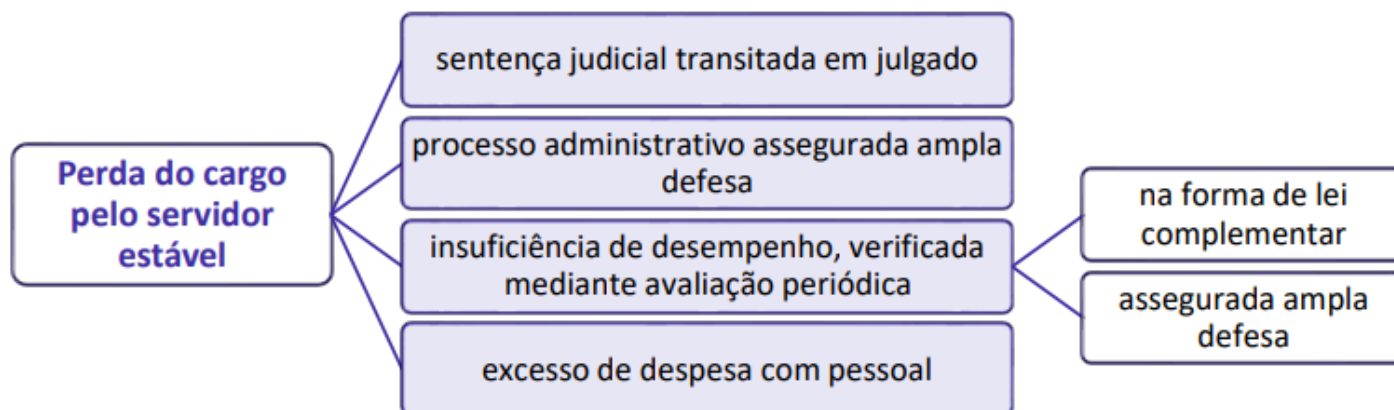 Perda do cargo
pelo servidor
estável
sentença judicial transitada em julgado
processo administrativo assegurada ampla
defesa
insuficiência de desempenho, verificada
mediante avaliação periódica
na forma de lei
complementar
assegurada ampla
defesa
excesso de despesa com pessoal